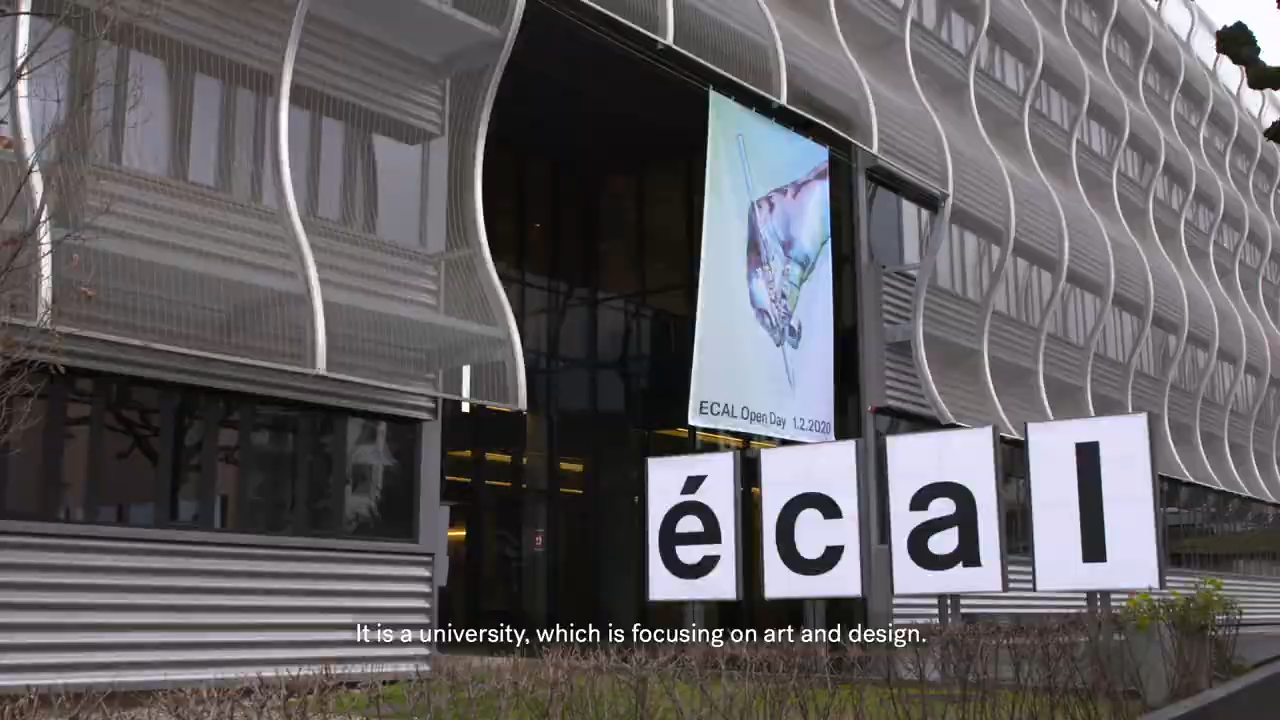 ECAL Open Day 1.2.2020
écal
It is a university, which is focusing on art and design.